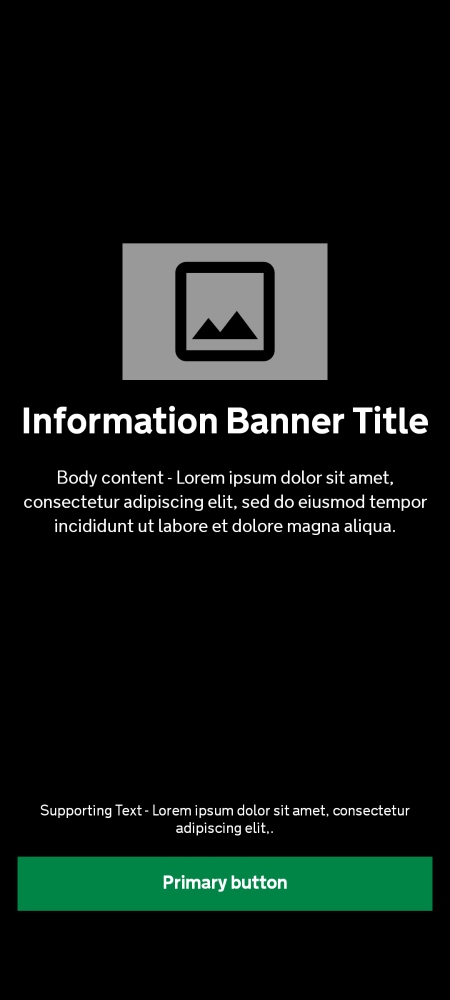 Information Banner Title
Body content - Lorem ipsum dolor sit amet,
consectetur adipiscing elit, sed do eiusmod tempor
incididunt ut labore et dolore magna aliqua.
Supporting Text - Lorem ipsum dolor sit amet, consectetur
adipiscing elit,.
Primary button